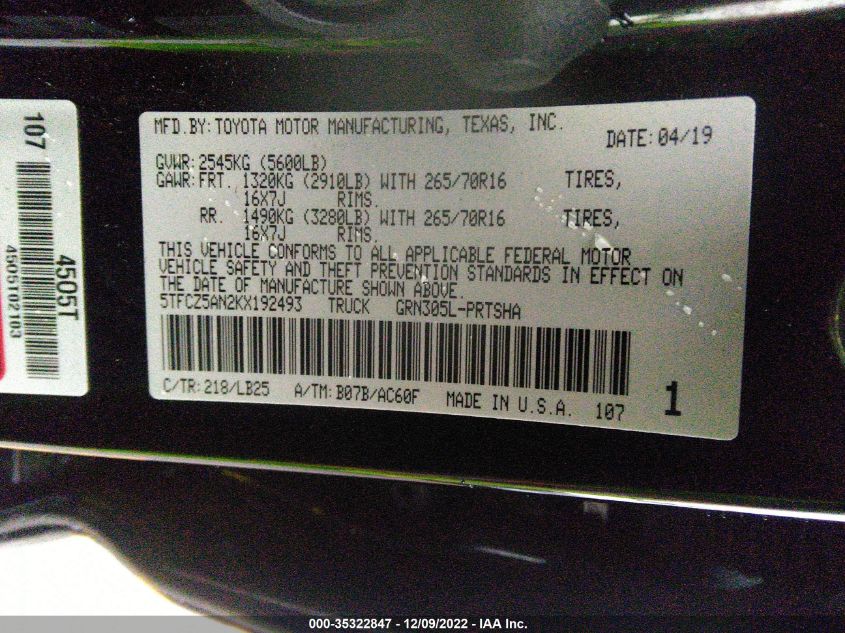 107
4505T
4505T02103
MFD.BY:TOYOTA MOTOR MANUFACTURING, TEXAS, INC.
DATE:04/19
GVWR:2545KG (5600LB)
GAWR:FRT. 1320KG (2910LB) WITH 265/70R16 TIRES,
16X7J RIMS.
RR. 1490KG (3280LB) WITH 265/70R16 TIRES,
16X7J RIMS.
THIS VEHICLE CONFORMS TO ALL APPLICABLE FEDERAL MOTOR
VEHICLE SAFETY AND THEFT PREVENTION STANDARDS IN EFFECT ON
THE DATE OF MANUFACTURE SHOWN ABOVE.
5TFCZ5AN2KX192493 TRUCK GRN305L-PRTSHA
C/TR:218/LB25 A/TM:B07B/AC60F MADE IN U.S.A. 107
1
000-35322847 - 12/09/2022 - IAA Inc.